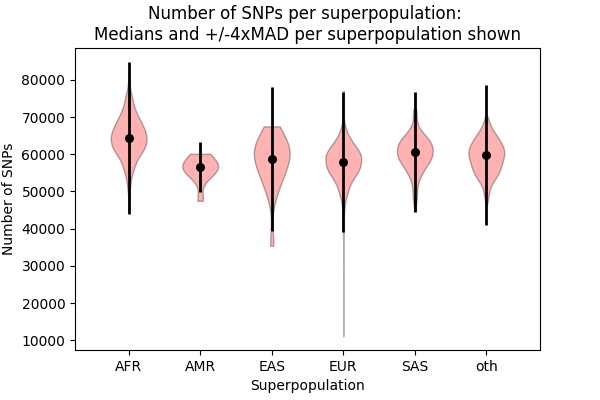 Number of SNPs per superpopulation:
Medians and +/-4xMAD per superpopulation shown
80000
70000
60000
50000
40000
30000
20000
10000
Number of SNPs
AFR AMR EAS EUR SAS oth
Superpopulation